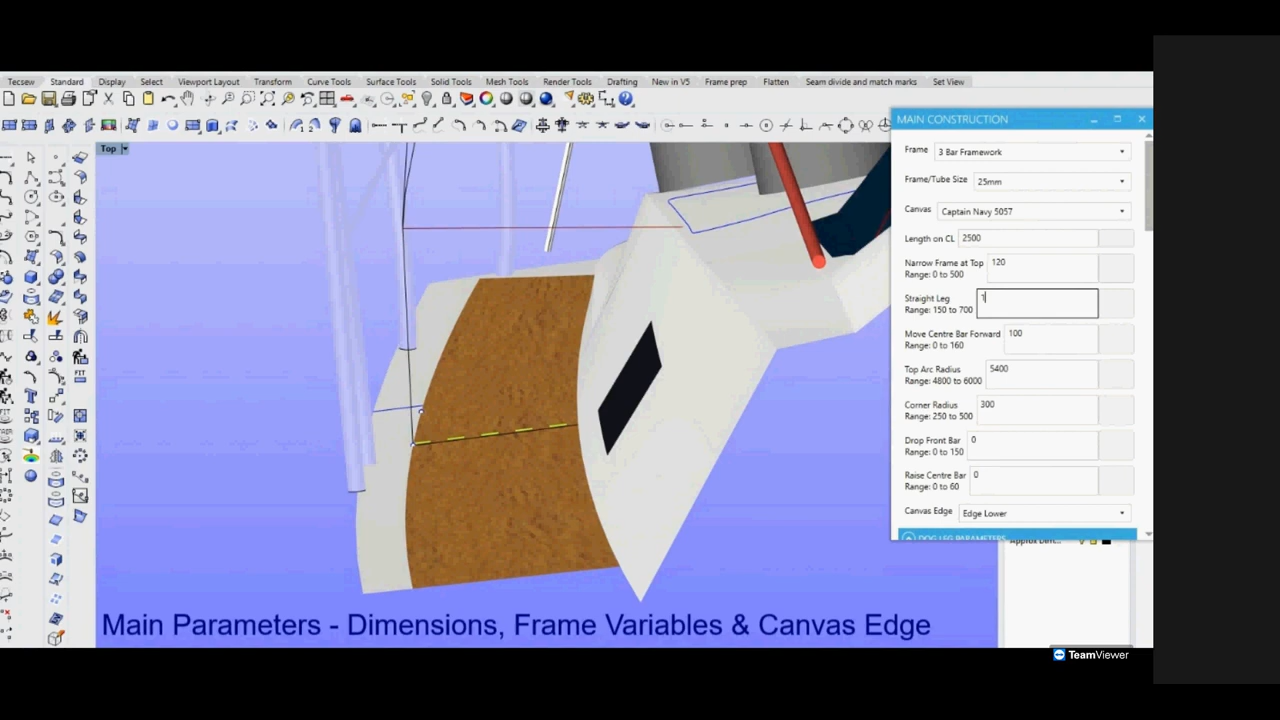 Tecsew Standard Display Select Viewport Layout Transform Curve Tools Surface Tools Solid Tools Mesh Tools Render Tools Drafting New in V5 Frame prep Flatten Seam divide and match marks Set View
Top
MAIN CONSTRUCTION
Frame 3 Bar Framework
Frame/Tube Size 25mm
Canvas Captain Navy 5057
Length on CL 2500
Narrow Frame at Top 120
Range: 0 to 500
Straight Leg 1
Range: 150 to 700
Move Centre Bar Forward 100
Range: 0 to 160
Top Arc Radius 5400
Range: 4800 to 6000
Corner Radius 300
Range: 250 to 500
Drop Front Bar 0
Range: 0 to 150
Raise Centre Bar 0
Range: 0 to 60
Canvas Edge Edge Lower
DOG LEG PARAMETERS
FIT
Main Parameters - Dimensions, Frame Variables & Canvas Edge
TeamViewer